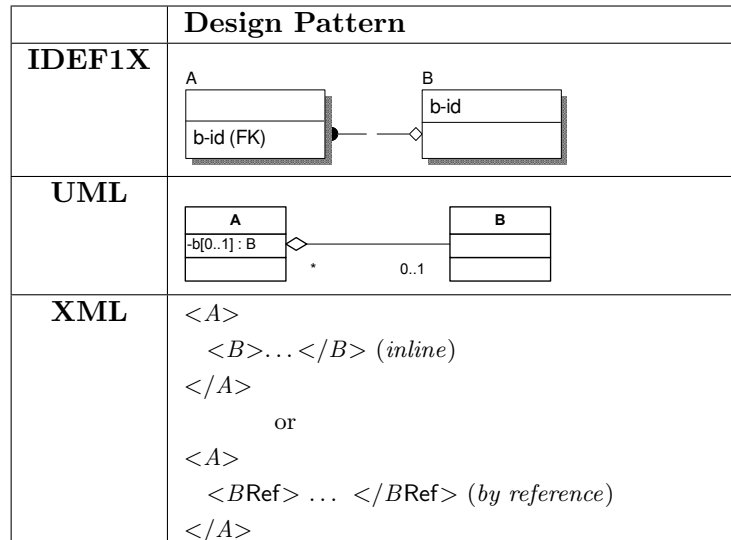 Design Pattern
IDEF1X
A B
b-id
b-id (FK)
UML
A B
-b[0..1] : B
* 0..1
XML
<A>
<B>...</B> (inline)
</A>
or
<A>
<BRef> ... </BRef> (by reference)
</A>